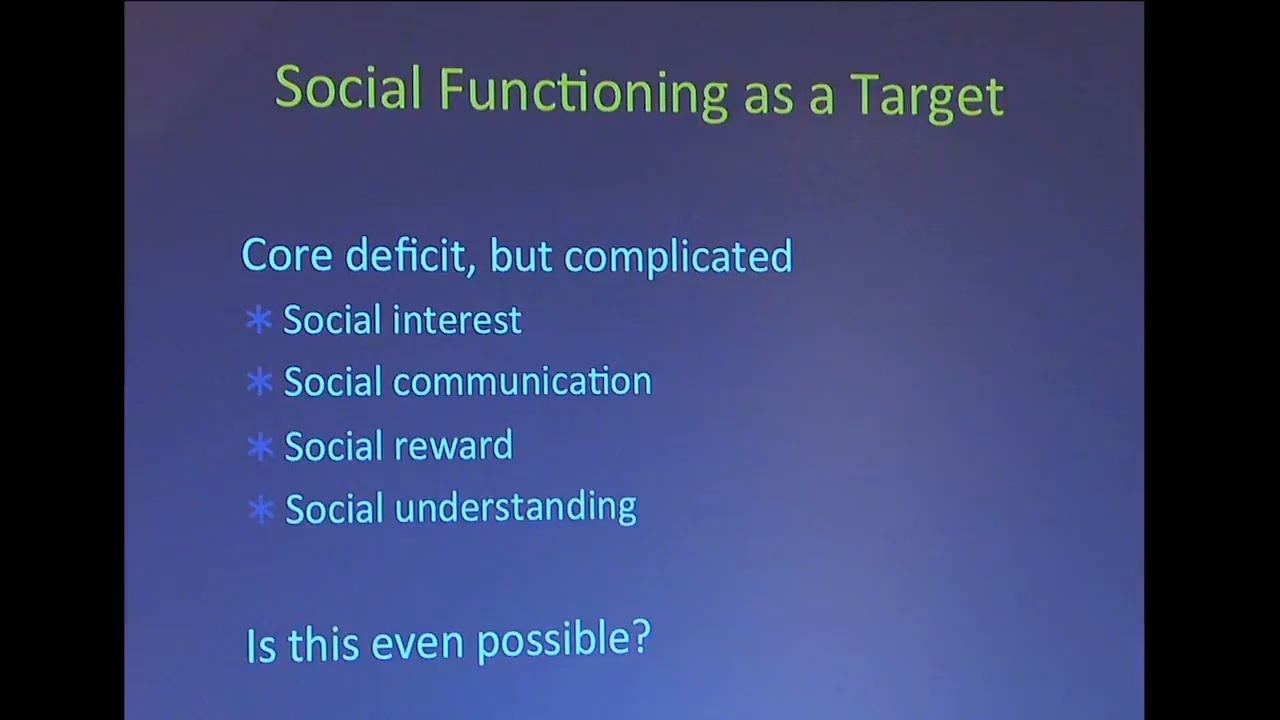 Social Functioning as a Target
Core deficit, but complicated
* Social interest
* Social communication
* Social reward
* Social understanding
Is this even possible?